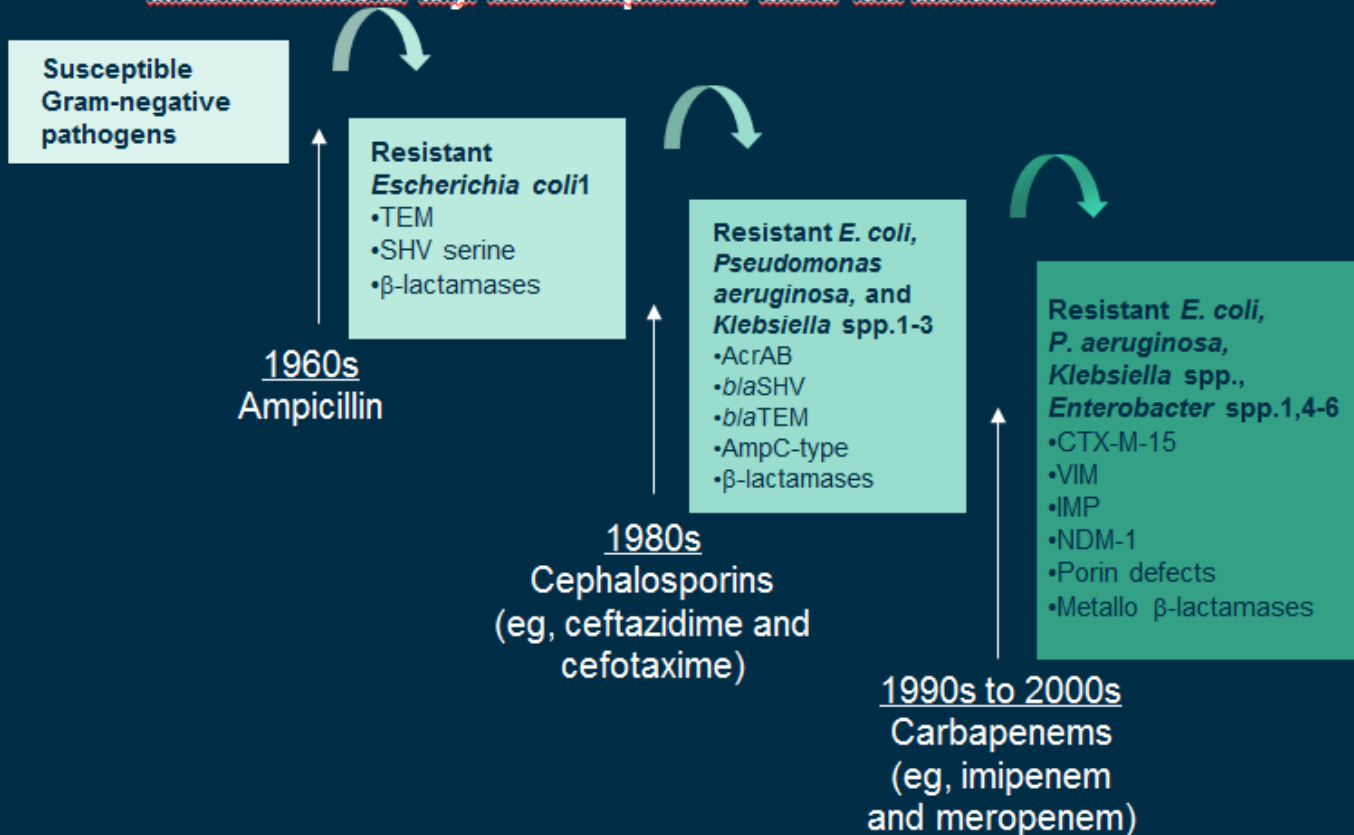 Susceptible
Gram-negative
pathogens
Resistant
Escherichia coli1
•TEM
•SHV serine
•β-lactamases
1960s
Ampicillin
Resistant E. coli,
Pseudomonas
aeruginosa, and
Klebsiella spp.1-3
•AcrAB
•blaSHV
•blaTEM
•AmpC-type
•β-lactamases
1980s
Cephalosporins
(eg, ceftazidime and
cefotaxime)
Resistant E. coli,
P. aeruginosa,
Klebsiella spp.,
Enterobacter spp.1,4-6
•CTX-M-15
•VIM
•IMP
•NDM-1
•Porin defects
•Metallo β-lactamases
1990s to 2000s
Carbapenems
(eg, imipenem
and meropenem)